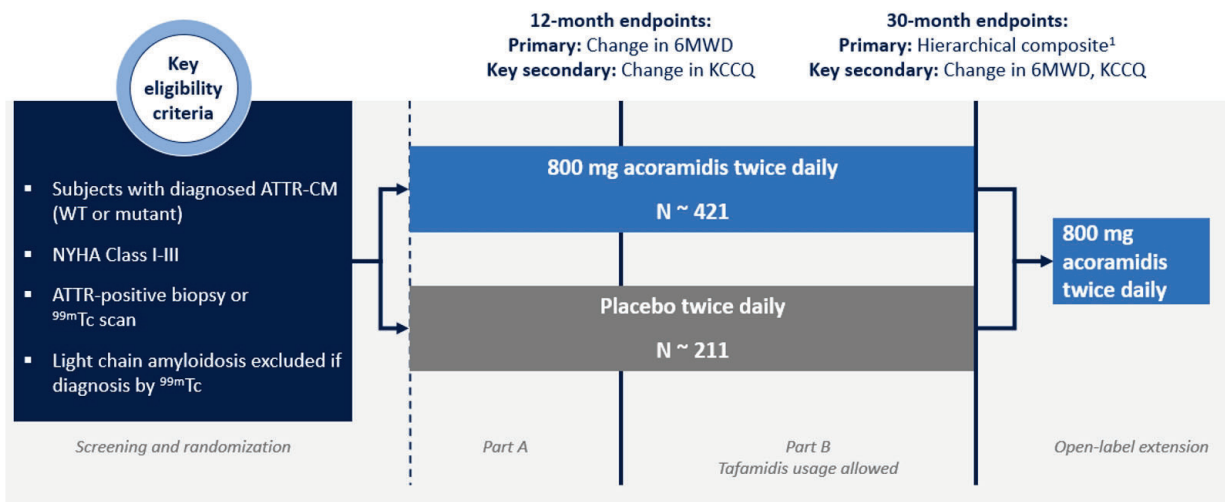 12-month endpoints:
Primary: Change in 6MWD
Key secondary: Change in KCCQ
30-month endpoints:
Primary: Hierarchical composite¹
Key secondary: Change in 6MWD, KCCQ
Key
eligibility
criteria
▪ Subjects with diagnosed ATTR-CM
(WT or mutant)
▪ NYHA Class I-III
▪ ATTR-positive biopsy or
⁹⁹ᵐTc scan
▪ Light chain amyloidosis excluded if
diagnosis by ⁹⁹ᵐTc
800 mg acoramidis twice daily
N ~ 421
Placebo twice daily
N ~ 211
800 mg
acoramidis
twice daily
Screening and randomization
Part A
Part B
Tafamidis usage allowed
Open-label extension